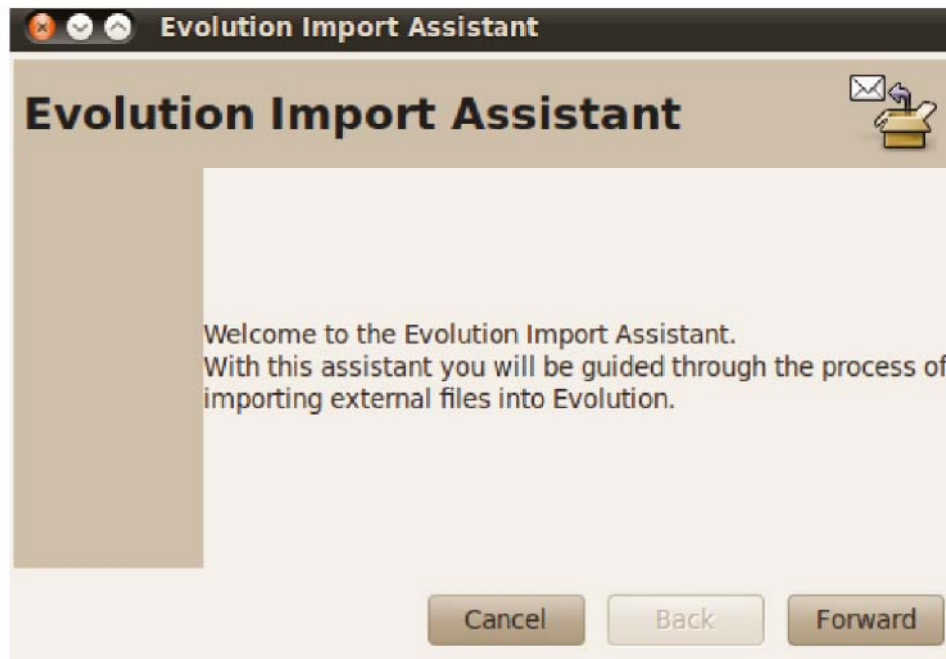 Evolution Import Assistant
Evolution Import Assistant
Welcome to the Evolution Import Assistant.
With this assistant you will be guided through the process of
importing external files into Evolution.
Cancel Back Forward